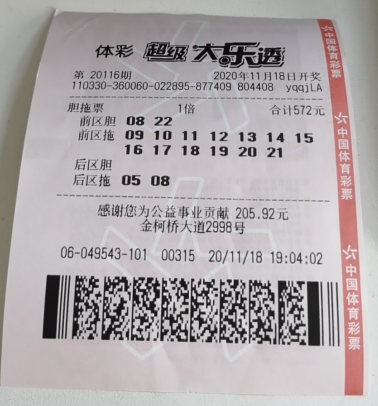 体彩 超级大乐透
第 20116期 2020年11月18日开奖
110330-360060-022895-877409 804408 yqqjLA
胆拖票 1倍 合计572元
前区胆 08 22
前区拖 09 10 11 12 13 14 15
16 17 18 19 20 21
后区胆
后区拖 05 08
感谢您为公益事业贡献 205.92元
金柯桥大道2998号
06-049543-101 00315 20/11/18 19:04:02
中国体育彩票
中国体育彩票
中国体育彩票